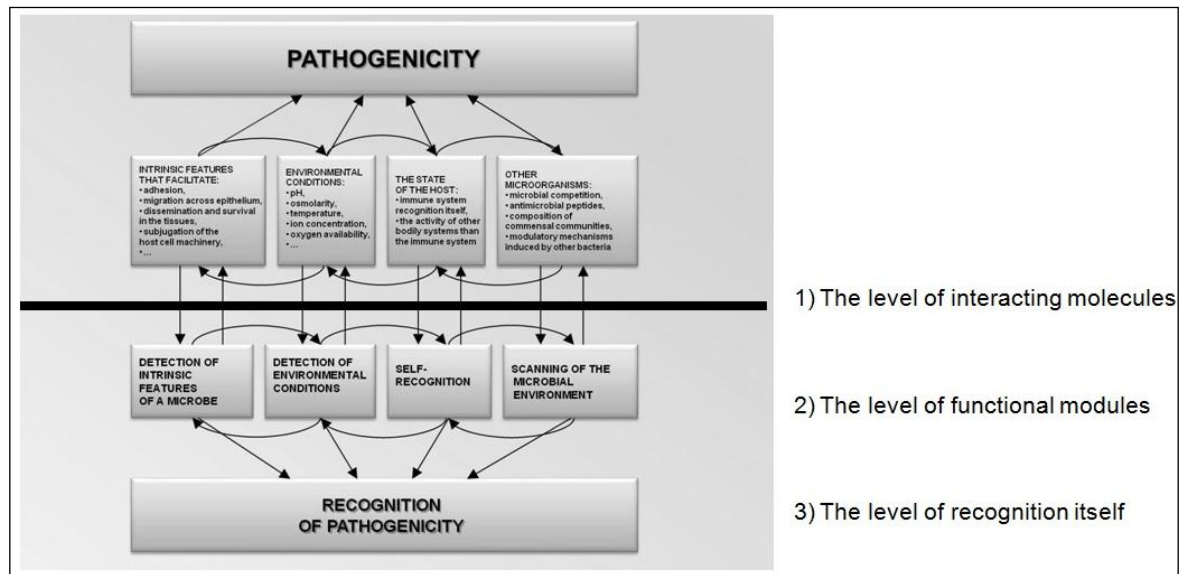 PATHOGENICITY
INTRINSIC FEATURES
THAT FACILITATE:
• adhesion,
• migration across epithelium,
• dissemination and survival
in the tissues,
• subjugation of the
host cell machinery,
• ...
ENVIRONMENTAL
CONDITIONS:
• pH,
• osmolarity,
• temperature,
• ion concentration,
• oxygen availability,
• ...
THE STATE
OF THE HOST:
• immune system
recognition itself,
• the activity of other
bodily systems than
the immune system
OTHER
MICROORGANISMS:
• microbial competition,
• antimicrobial peptides,
• composition of
commensal communities,
• modulatory mechanisms
induced by other bacteria
1) The level of interacting molecules
DETECTION OF
INTRINSIC
FEATURES
OF A MICROBE
DETECTION OF
ENVIRONMENTAL
CONDITIONS
SELF-
RECOGNITION
SCANNING OF THE
MICROBIAL
ENVIRONMENT
2) The level of functional modules
RECOGNITION
OF PATHOGENICITY
3) The level of recognition itself